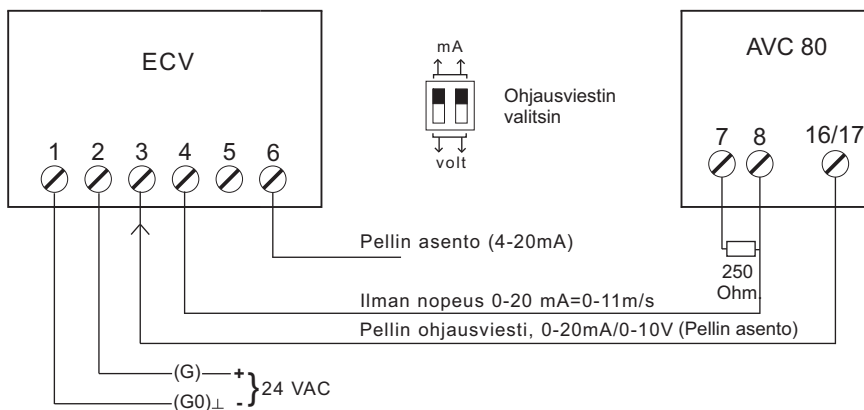 ECV
1 2 3 4 5 6
mA
volt
Ohjausviestin
valitsin
AVC 80
7 8 16/17
250
Ohm.
Pellin asento (4-20mA)
Ilman nopeus 0-20 mA=0-11m/s
Pellin ohjausviesti, 0-20mA/0-10V (Pellin asento)
(G) +
(G0)⊥ -
} 24 VAC